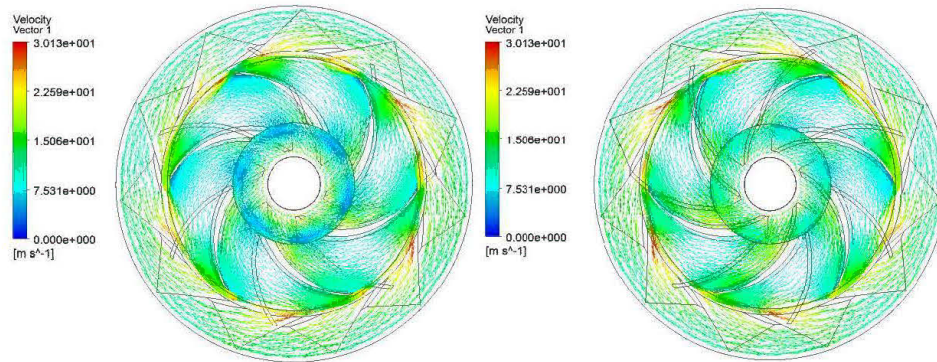 Velocity
Vector 1
3.013e+001
2.259e+001
1.506e+001
7.531e+000
0.000e+000
[m s^-1]
Velocity
Vector 1
3.013e+001
2.259e+001
1.506e+001
7.531e+000
0.000e+000
[m s^-1]